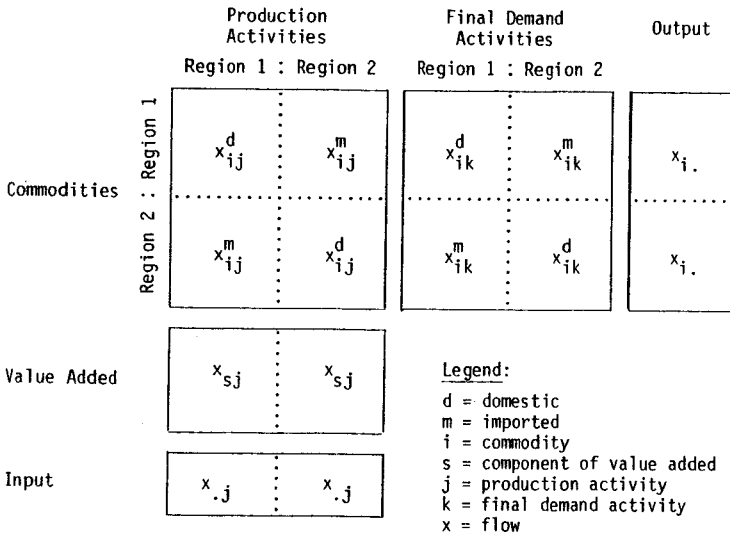 Production Activities
Final Demand Activities
Output
Region 1 : Region 2
Region 1 : Region 2
Commodities
Region 2 : Region 1
x^d_ij x^m_ij x^d_ik x^m_ik x_i.
x^m_ij x^d_ij x^m_ik x^d_ik x_i.
Value Added
x_sj x_sj
Input
x_.j x_.j
Legend:
d = domestic
m = imported
i = commodity
s = component of value added
j = production activity
k = final demand activity
x = flow